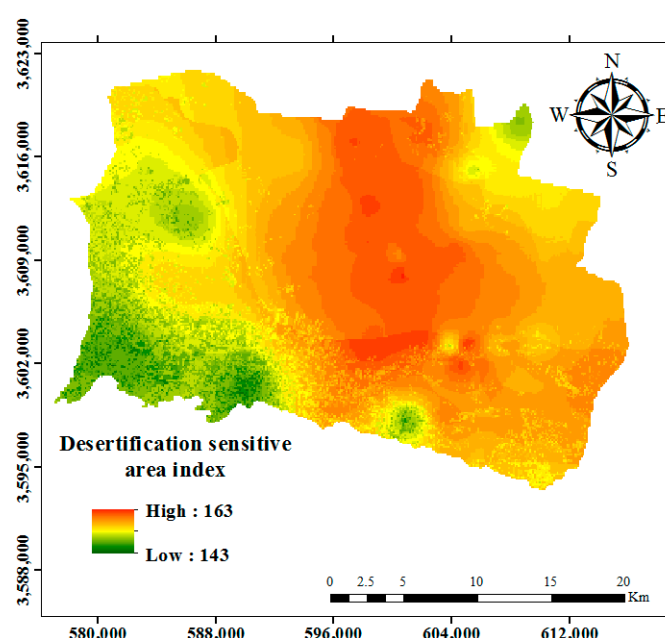 3,623,000
N
W
E
S
3,616,000
3,609,000
3,602,000
3,595,000
3,588,000
Desertification sensitive
area index
High : 163
Low : 143
0 2.5 5 10 15 20
Km
580.000 588.000 596.000 604.000 612,000